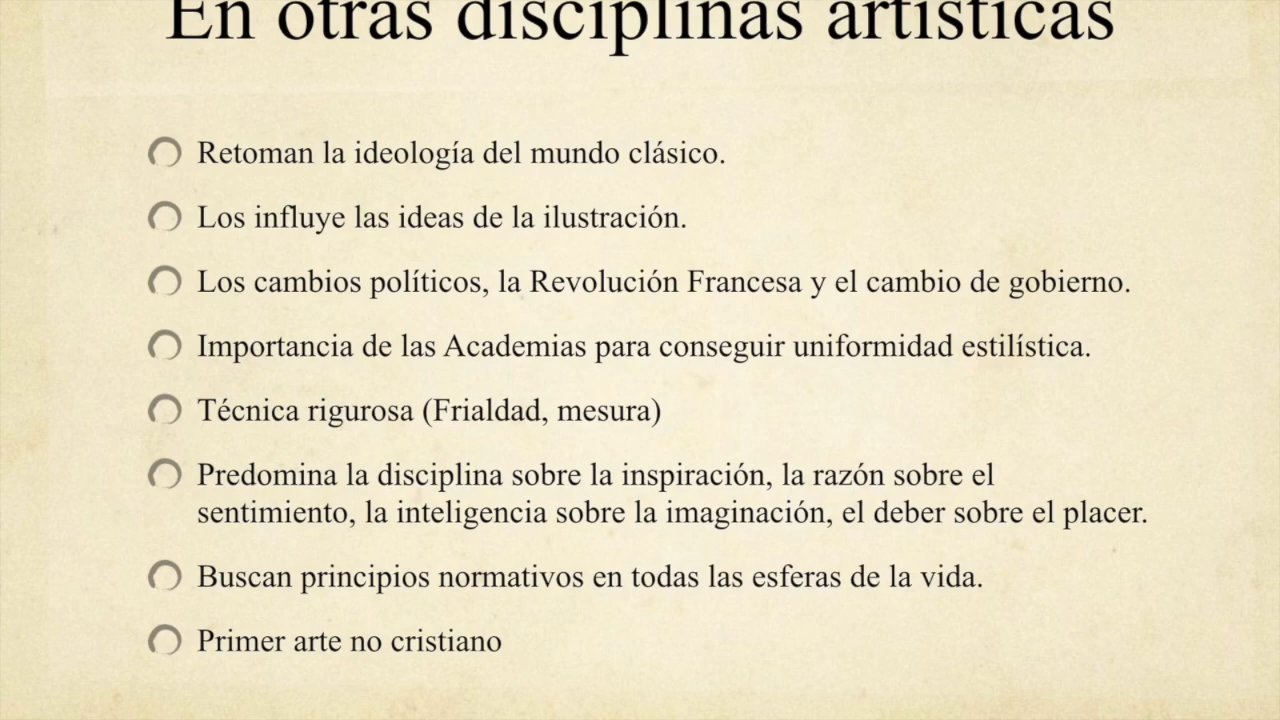 En otras disciplinas artísticas
Retoman la ideología del mundo clásico.
Los influye las ideas de la ilustración.
Los cambios políticos, la Revolución Francesa y el cambio de gobierno.
Importancia de las Academias para conseguir uniformidad estilística.
Técnica rigurosa (Frialdad, mesura)
Predomina la disciplina sobre la inspiración, la razón sobre el
sentimiento, la inteligencia sobre la imaginación, el deber sobre el placer.
Buscan principios normativos en todas las esferas de la vida.
Primer arte no cristiano